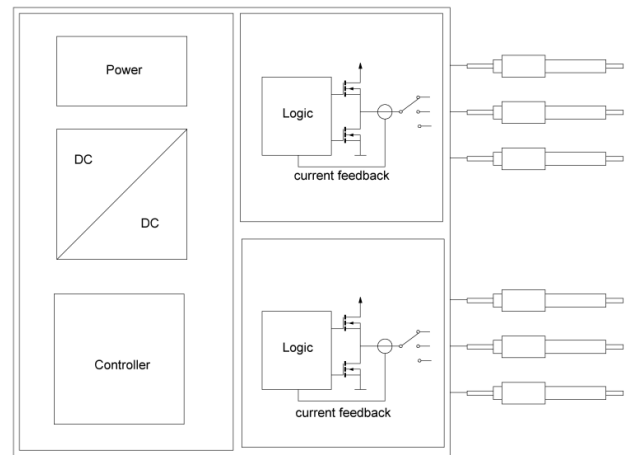 Power
DC
DC
Controller
Logic
current feedback
Logic
current feedback